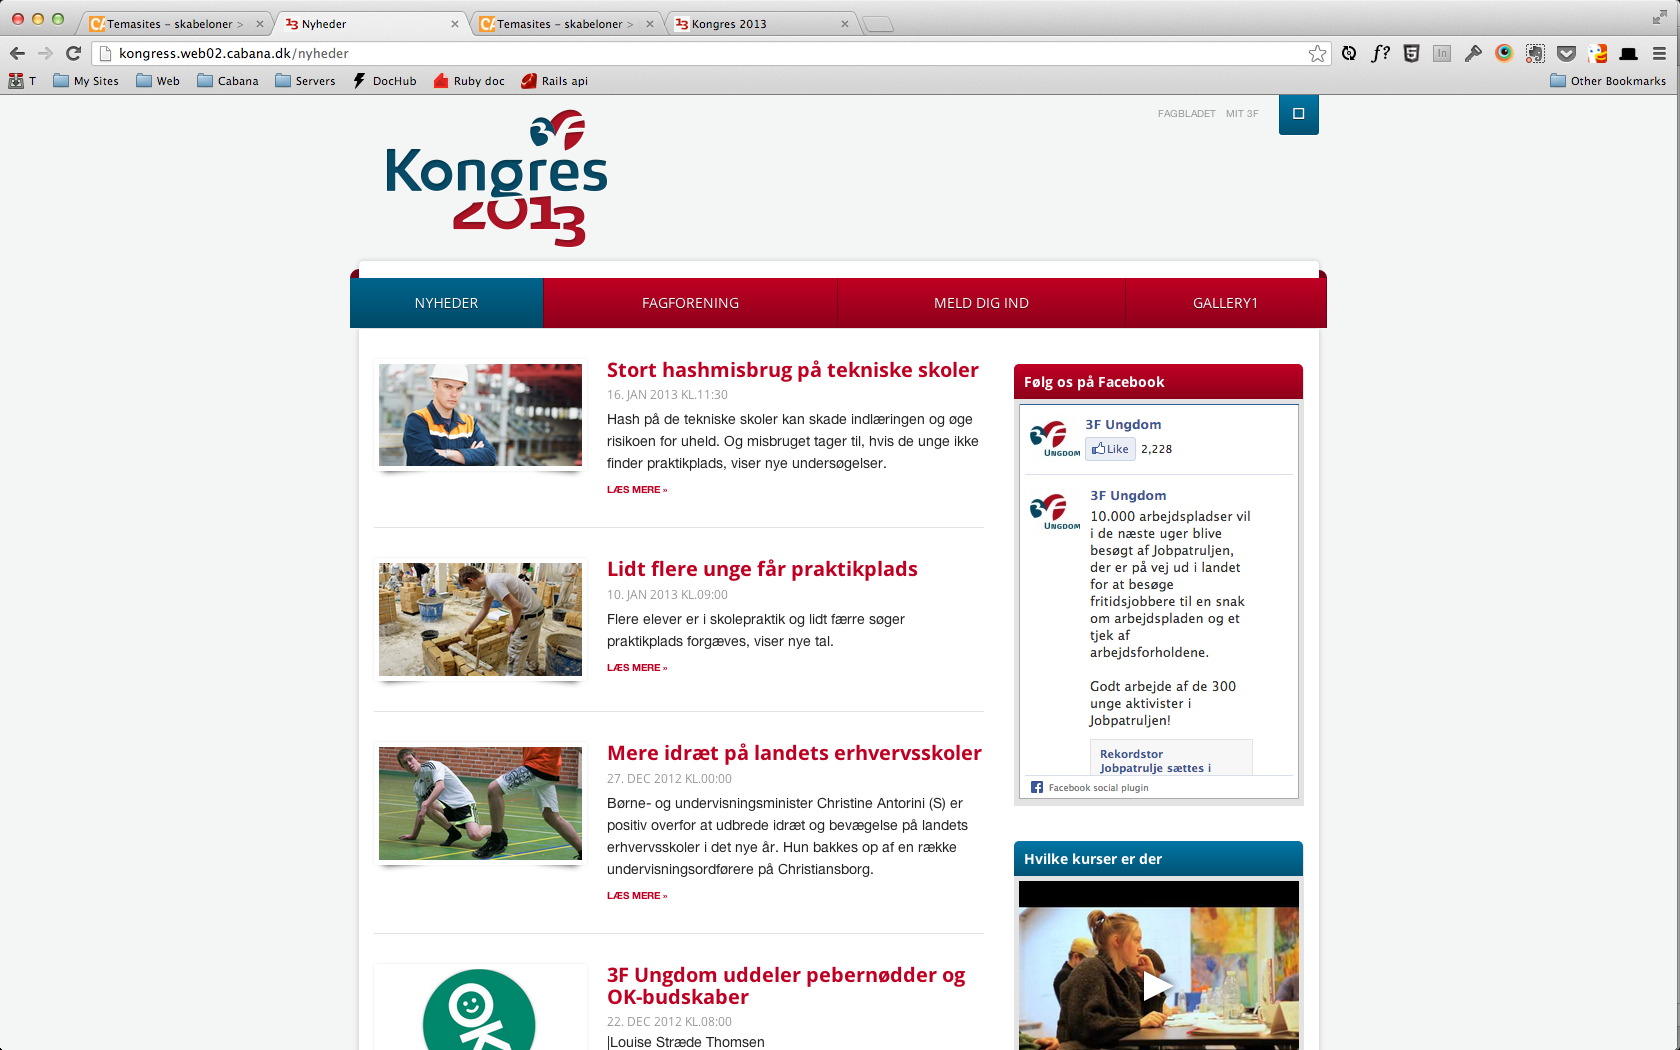 Temasites – skabeloner >
Nyheder
Temasites – skabeloner >
Kongres 2013
kongress.web02.cabana.dk/nyheder
T
My Sites
Web
Cabana
Servers
DocHub
Ruby doc
Rails api
Other Bookmarks
FAGBLADET MIT 3F
Kongres
2013
NYHEDER
FAGFORENING
MELD DIG IND
GALLERY1
Stort hashmisbrug på tekniske skoler
16. JAN 2013 KL.11:30
Hash på de tekniske skoler kan skade indlæringen og øge
risikoen for uheld. Og misbruget tager til, hvis de unge ikke
finder praktikplads, viser nye undersøgelser.
LÆS MERE »
Lidt flere unge får praktikplads
10. JAN 2013 KL.09:00
Flere elever er i skolepraktik og lidt færre søger
praktikplads forgæves, viser nye tal.
LÆS MERE »
Mere idræt på landets erhvervsskoler
27. DEC 2012 KL.00:00
Børne- og undervisningsminister Christine Antorini (S) er
positiv overfor at udbrede idræt og bevægelse på landets
erhvervsskoler i det nye år. Hun bakkes op af en række
undervisningsordførere på Christiansborg.
LÆS MERE »
OK
3F Ungdom uddeler pebernødder og
OK-budskaber
22. DEC 2012 KL.08:00
|Louise Stræde Thomsen
Følg os på Facebook
UNGDOM
3F Ungdom
Like 2,228
UNGDOM
3F Ungdom
10.000 arbejdspladser vil
i de næste uger blive
besøgt af Jobpatruljen,
der er på vej ud i landet
for at besøge
fritidsjobbere til en snak
om arbejdspladen og et
tjek af
arbejdsforholdene.
Godt arbejde af de 300
unge aktivister i
Jobpatruljen!
Rekordstor
Jobpatrulje sættes i
Facebook social plugin
Hvilke kurser er der